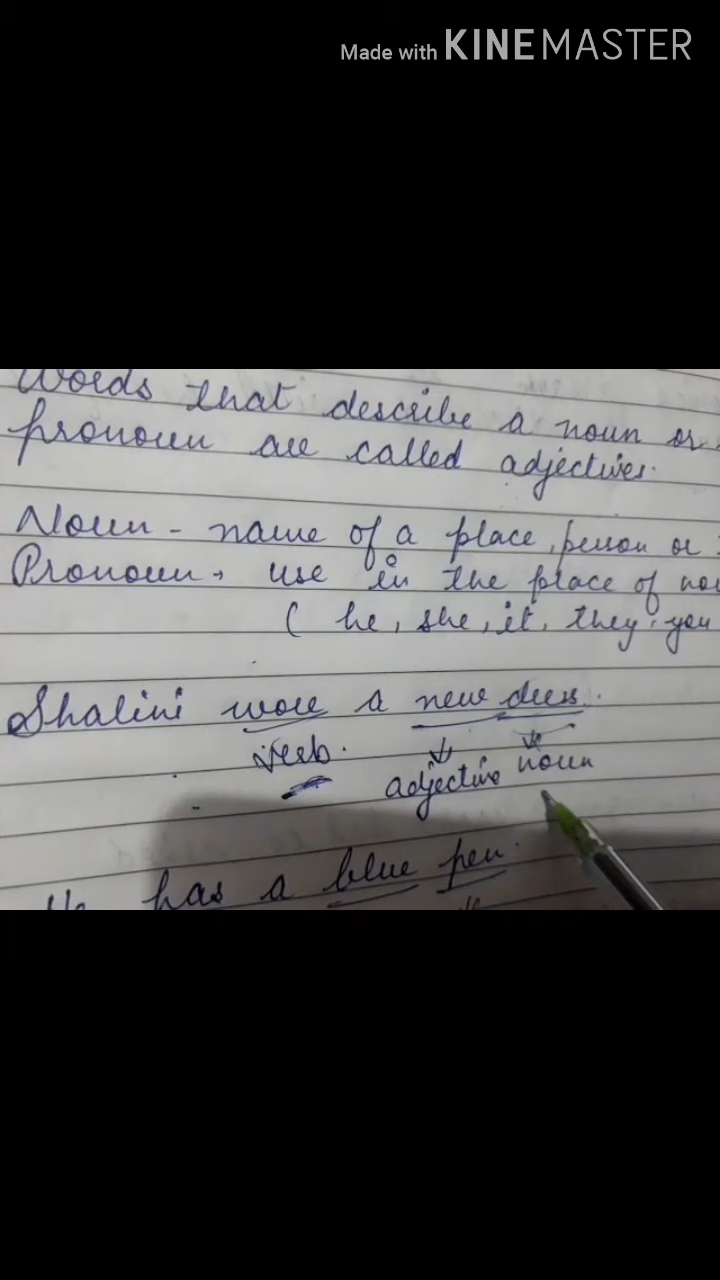 Made with KINEMASTER
Words that describe a noun or
pronoun are called adjectives.
Noun - name of a place, person or
Pronoun → use in the place of nou
( he, she, it, they, you
Shalini wore a new dress.
verb.
adjective noun
has a blue pen.